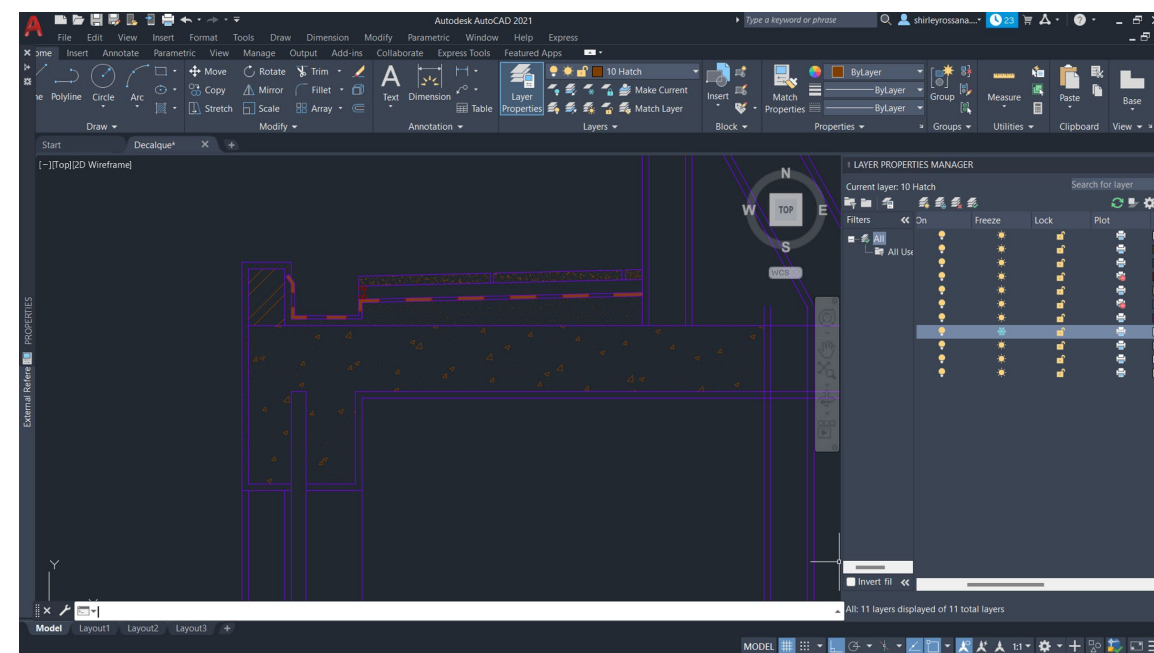 Autodesk AutoCAD 2021
Type a keyword or phrase
shirleyrossana....
23
File Edit View Insert Format Tools Draw Dimension Modify Parametric Window Help Express
ome Insert Annotate Parametric View Manage Output Add-ins Collaborate Express Tools Featured Apps
ne Polyline Circle Arc
Move Rotate Trim
Copy Mirror Fillet
Stretch Scale Array
Text Dimension Table
Layer Properties
10 Hatch
Make Current
Match Layer
Insert
Match Properties
ByLayer
ByLayer
ByLayer
Group
Measure
Paste
Base
Draw Modify Annotation Layers Block Properties Groups Utilities Clipboard View
Start Decalque* +
[−][Top][2D Wireframe]
N
W TOP E
S
WCS
PROPERTIES
External Refere
LAYER PROPERTIES MANAGER
Current layer: 10 Hatch
Search for layer
Filters On Freeze Lock Plot
All
All Use
Invert fil
All: 11 layers displayed of 11 total layers
Y
Model Layout1 Layout2 Layout3 +
MODEL 1:1